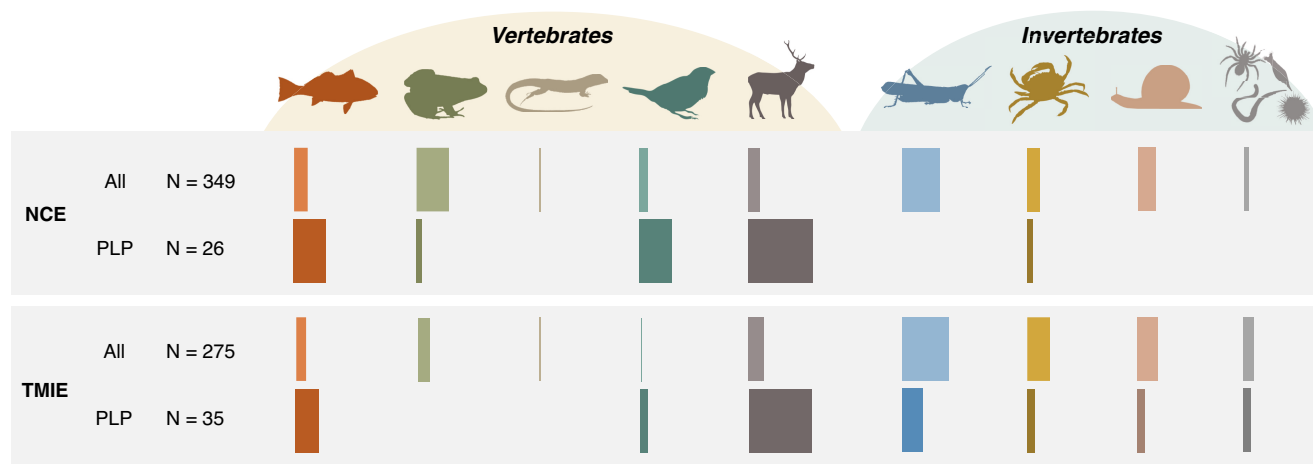 Vertebrates
Invertebrates
NCE
All N = 349
PLP N = 26
TMIE
All N = 275
PLP N = 35